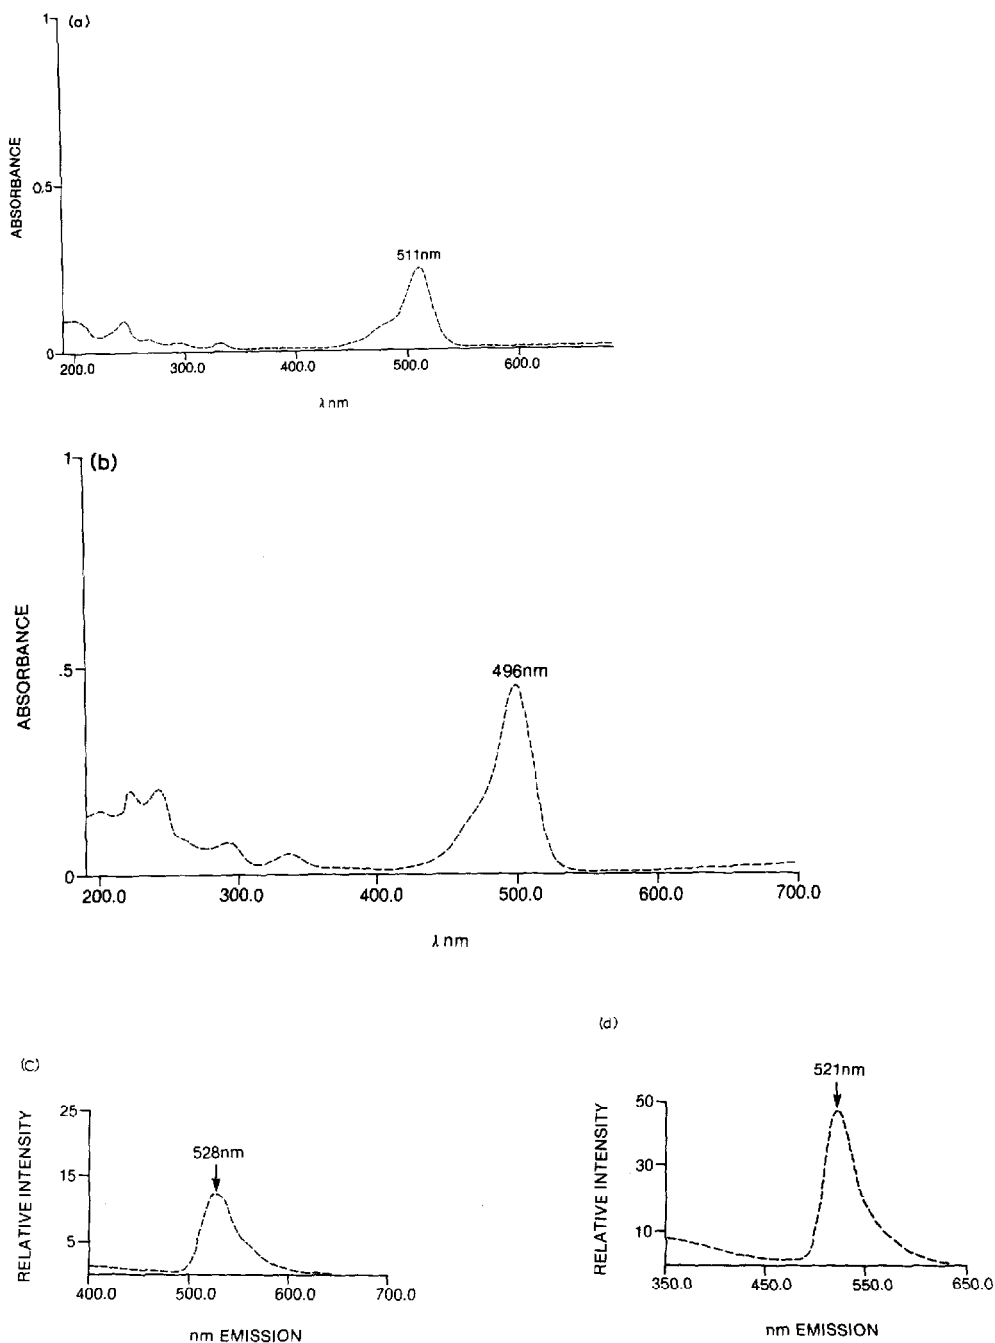 (a)
1
0.5
0
ABSORBANCE
511nm
200.0 300.0 400.0 500.0 600.0
λ nm
(b)
1
.5
0
ABSORBANCE
496nm
200.0 300.0 400.0 500.0 600.0 700.0
λ nm
(c)
25
15
5
RELATIVE INTENSITY
528nm
400.0 500.0 600.0 700.0
nm EMISSION
(d)
50
30
10
RELATIVE INTENSITY
521nm
350.0 450.0 550.0 650.0
nm EMISSION